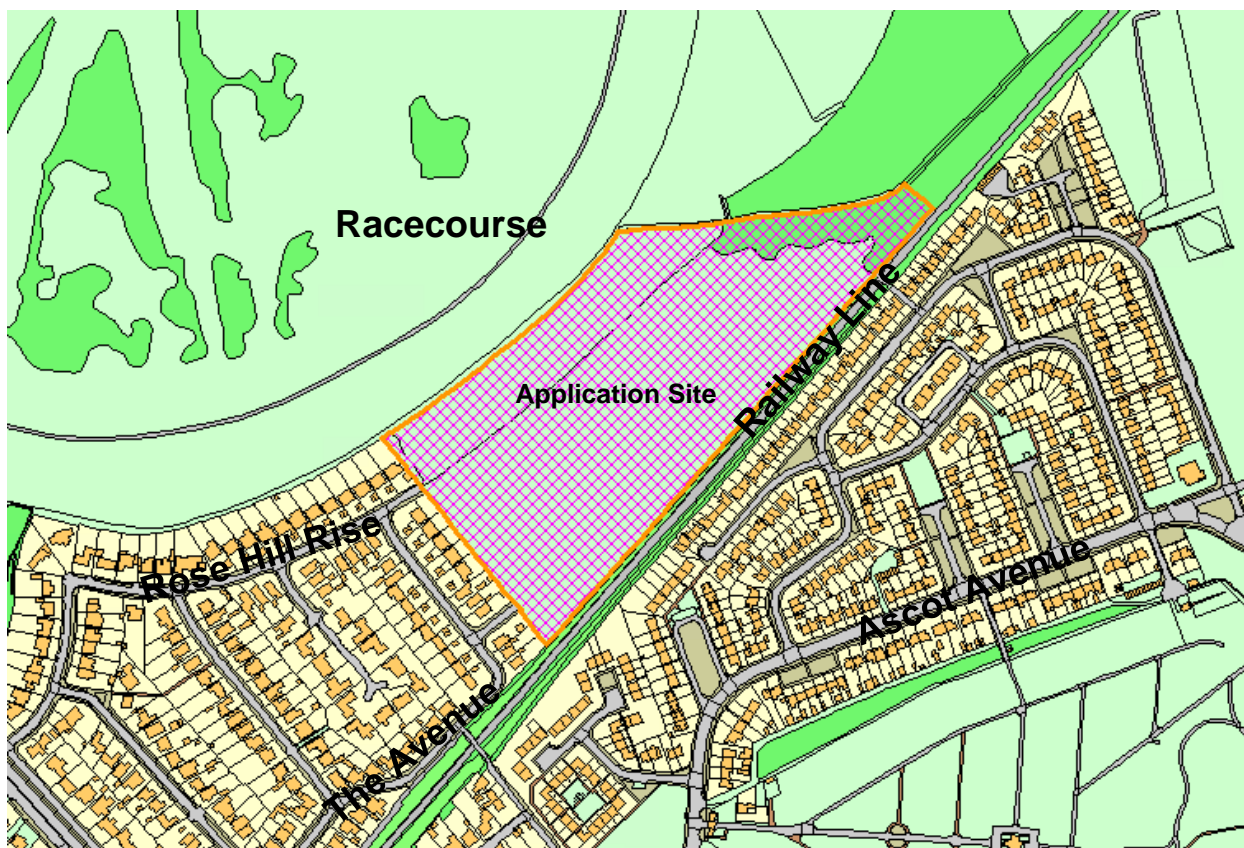 Racecourse
Application Site
Railway Line
Rose Hill Rise
Ascot Avenue
The Avenue